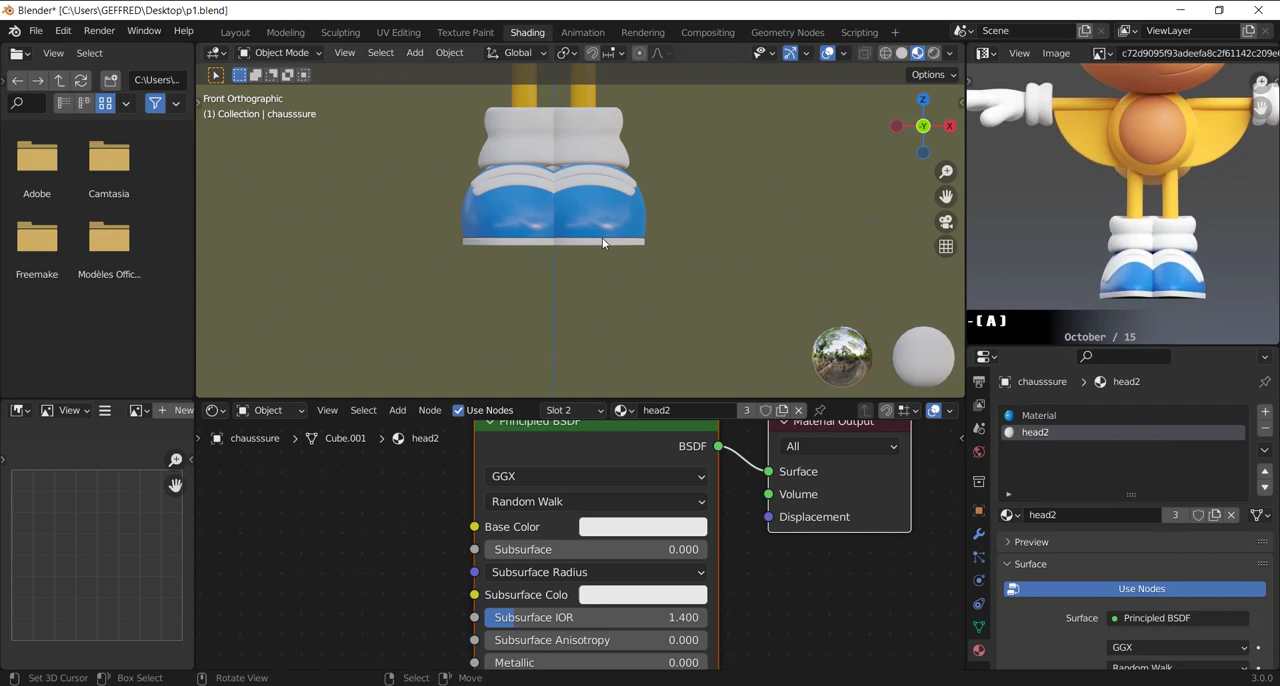 Blender* [C:\Users\GEFFRED\Desktop\p1.blend]
File Edit Render Window Help Layout Modeling Sculpting UV Editing Texture Paint Shading Animation Rendering Compositing Geometry Nodes Scripting + Scene ViewLayer
View Select Object Mode View Select Add Object Global View Image c72d9095f93adeefa8c2f61142c209e
C:\Users\... Options
Front Orthographic
(1) Collection | chausssure
Z
-Y X
Adobe Camtasia
Freemake Modèles Offic...
-(A)
October / 15
View + New Object View Select Add Node Use Nodes Slot 2 head2 3
chausssure > Cube.001 > head2
chausssure > head2
Material
head2
Principled BSDF
BSDF
GGX
Random Walk
Base Color
Subsurface 0.000
Subsurface Radius
Subsurface Colo
Subsurface IOR 1.400
Subsurface Anisotropy 0.000
Metallic 0.000
Material Output
All
Surface
Volume
Displacement
head2 3
Preview
Surface
Use Nodes
Surface Principled BSDF
GGX
Random Walk
Set 3D Cursor Box Select Rotate View Select Move 3.0.0